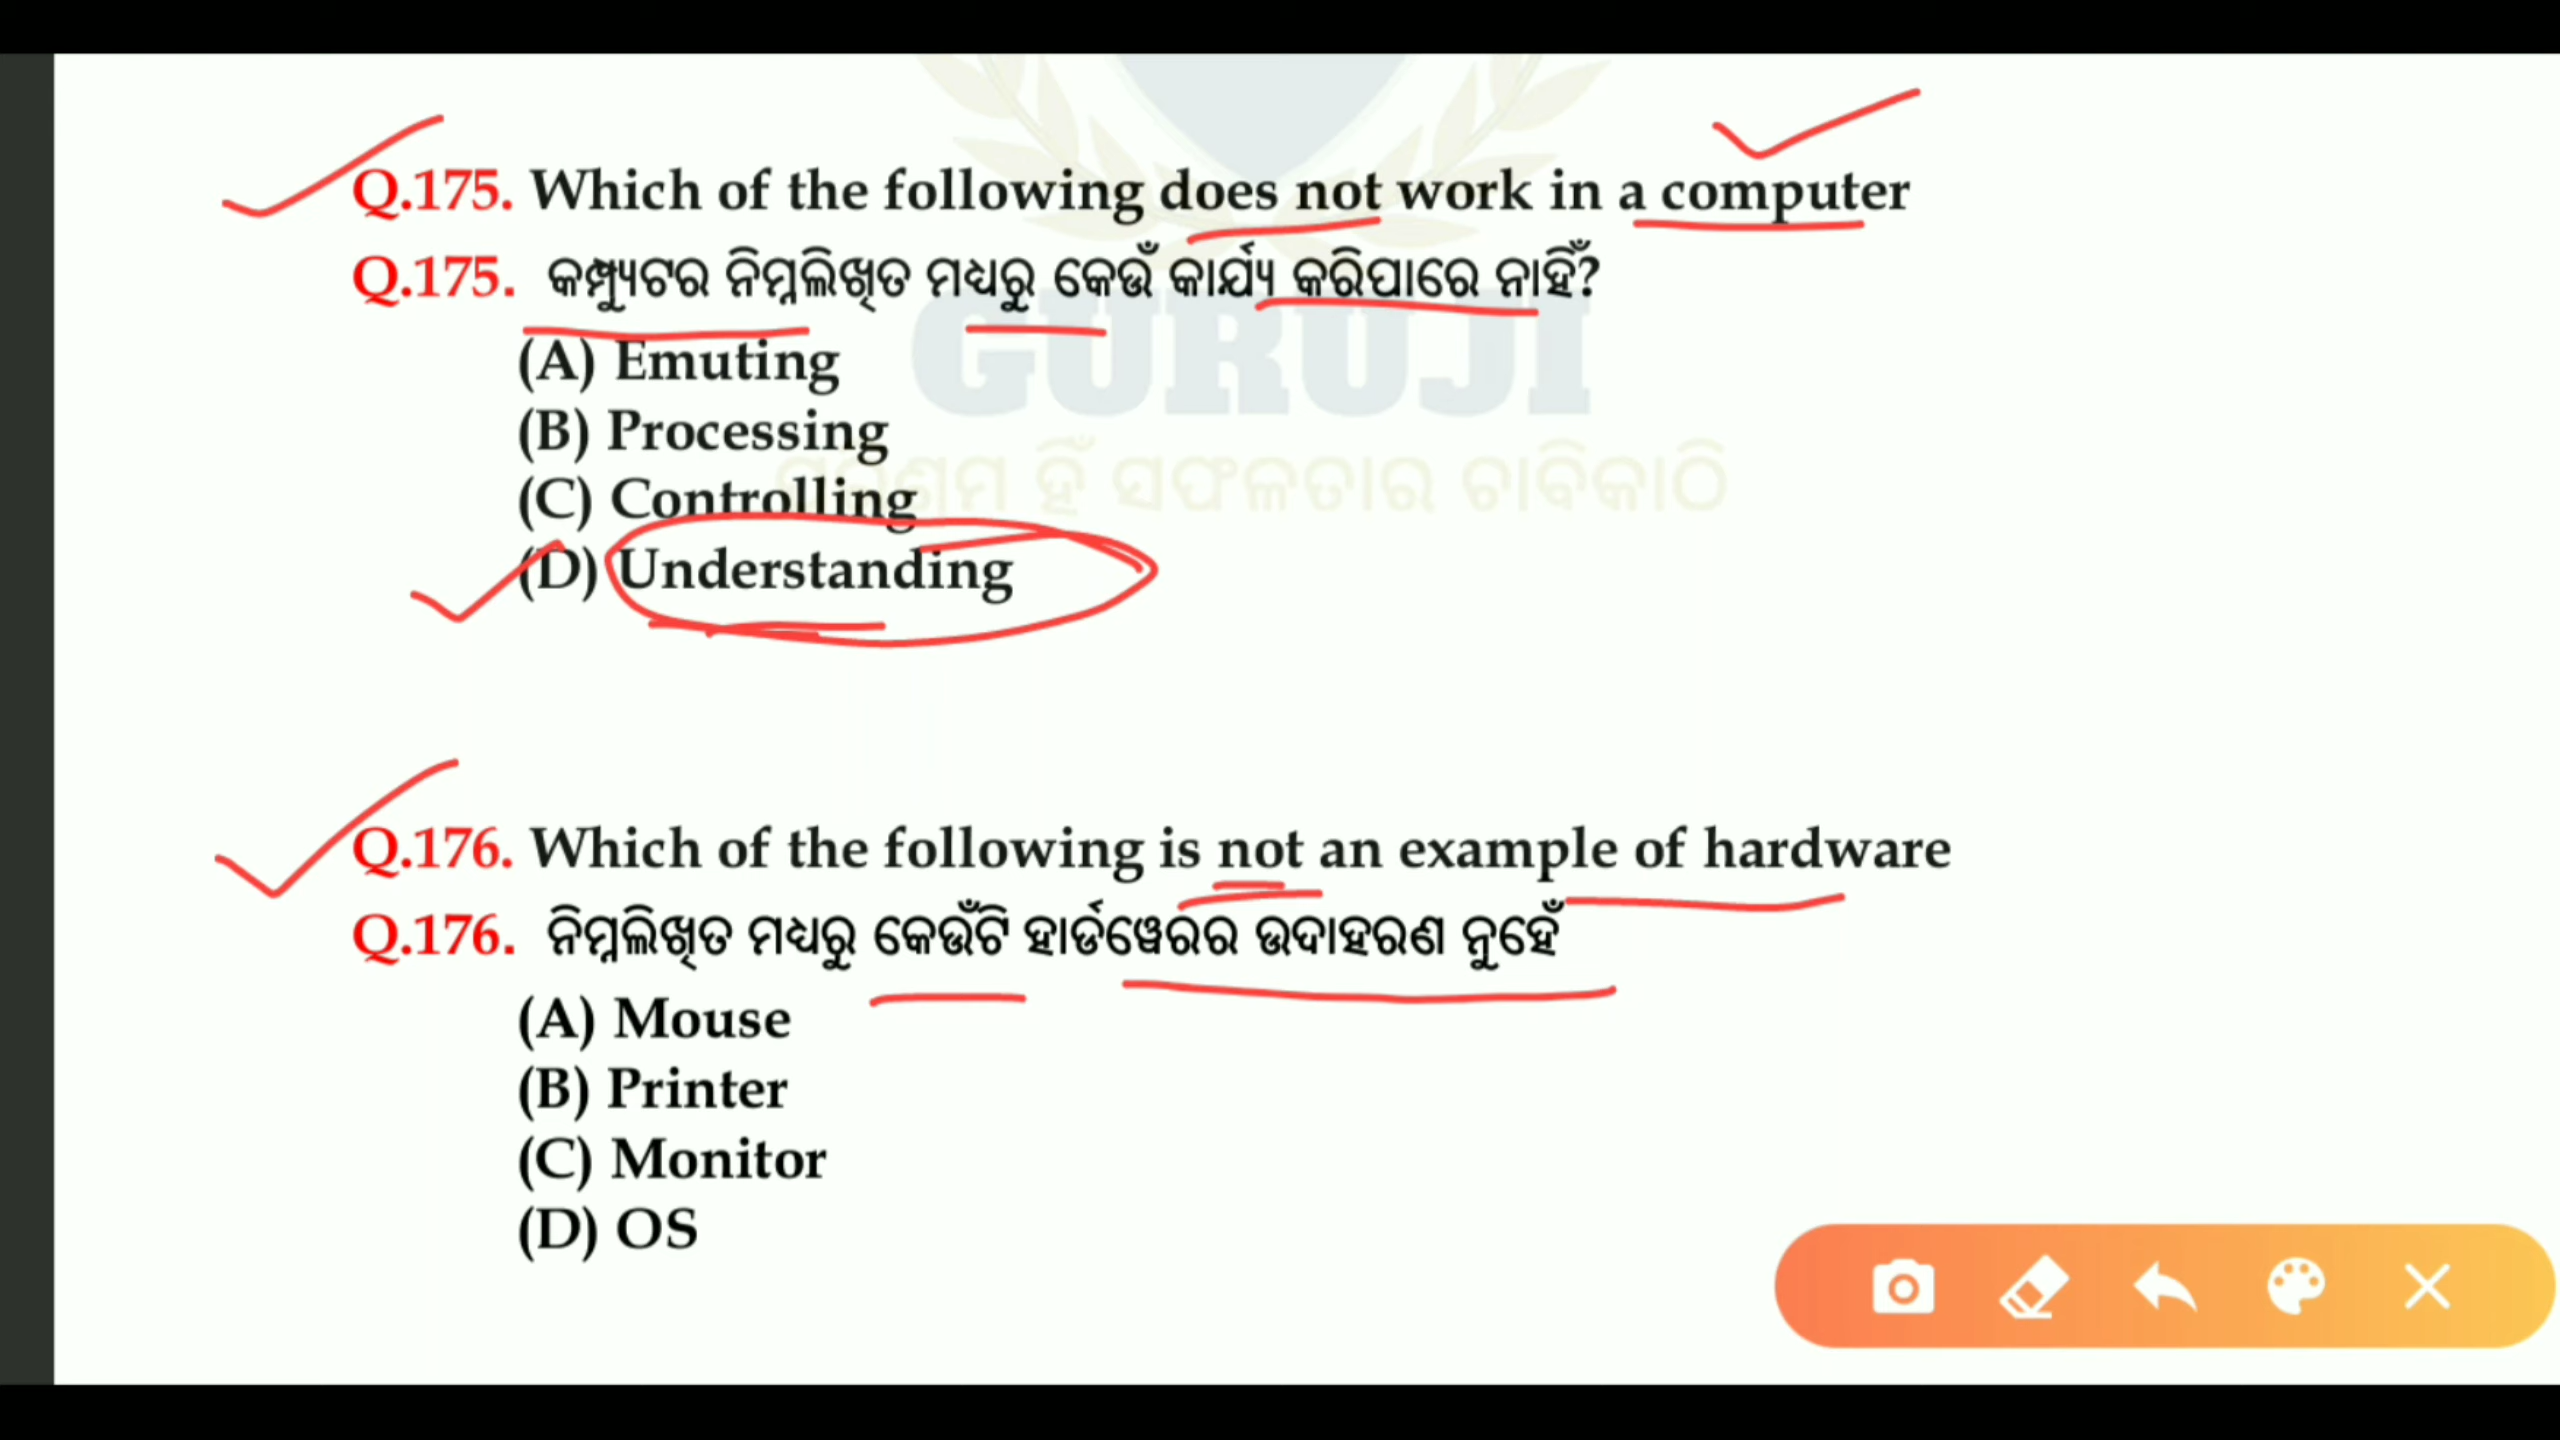 Q.175. Which of the following does not work in a computer
Q.175. କମ୍ପ୍ୟୁଟର ନିମ୍ନଲିଖିତ ମଧ୍ୟରୁ କେଉଁ କାର୍ଯ୍ୟ କରିପାରେ ନାହିଁ?
(A) Emuting
(B) Processing
(C) Controlling
(D) Understanding
GURUJI
ହିଁ ସଫଳତାର ଚାବିକାଠି
Q.176. Which of the following is not an example of hardware
Q.176. ନିମ୍ନଲିଖିତ ମଧ୍ୟରୁ କେଉଁଟି ହାର୍ଡୱେରର ଉଦାହରଣ ନୁହେଁ
(A) Mouse
(B) Printer
(C) Monitor
(D) OS